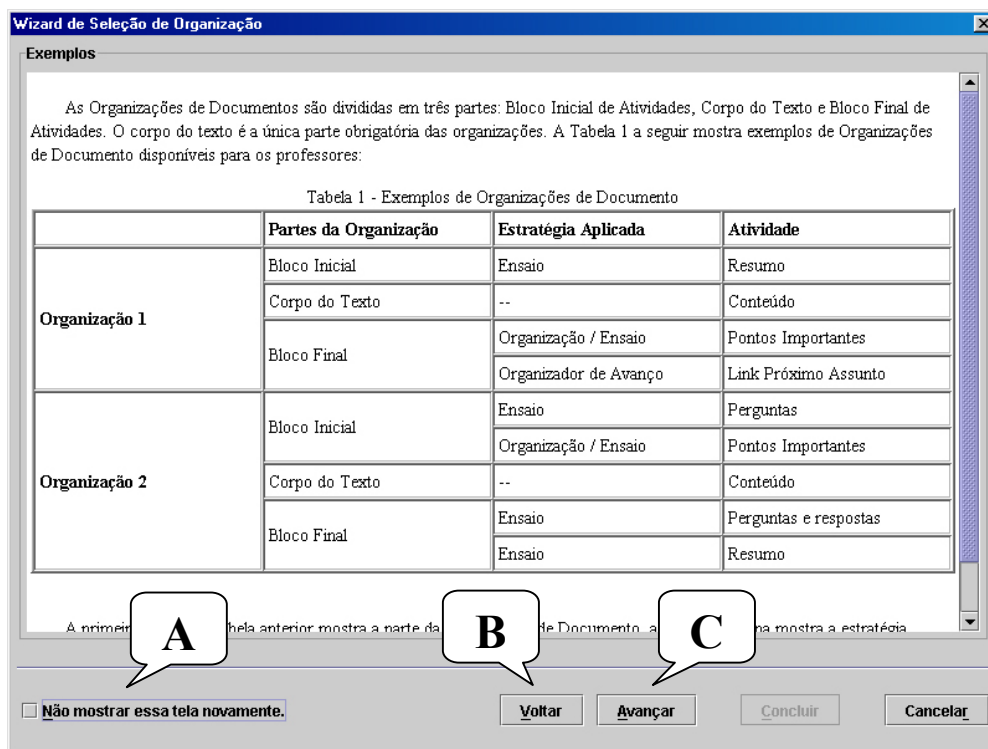 Wizard de Seleção de Organização
Exemplos
As Organizações de Documentos são divididas em três partes: Bloco Inicial de Atividades, Corpo do Texto e Bloco Final de
Atividades. O corpo do texto é a única parte obrigatória das organizações. A Tabela 1 a seguir mostra exemplos de Organizações
de Documento disponíveis para os professores:
Tabela 1 - Exemplos de Organizações de Documento
Partes da Organização Estratégia Aplicada Atividade
Organização 1
Bloco Inicial Ensaio Resumo
Corpo do Texto -- Conteúdo
Bloco Final
Organização / Ensaio Pontos Importantes
Organizador de Avanço Link Próximo Assunto
Organização 2
Bloco Inicial
Ensaio Perguntas
Organização / Ensaio Pontos Importantes
Corpo do Texto -- Conteúdo
Bloco Final
Ensaio Perguntas e respostas
Ensaio Resumo
A anterior mostra a parte da de Documento, a mostra a estratégia
A B C
Não mostrar essa tela novamente. Voltar Avançar Concluir Cancelar